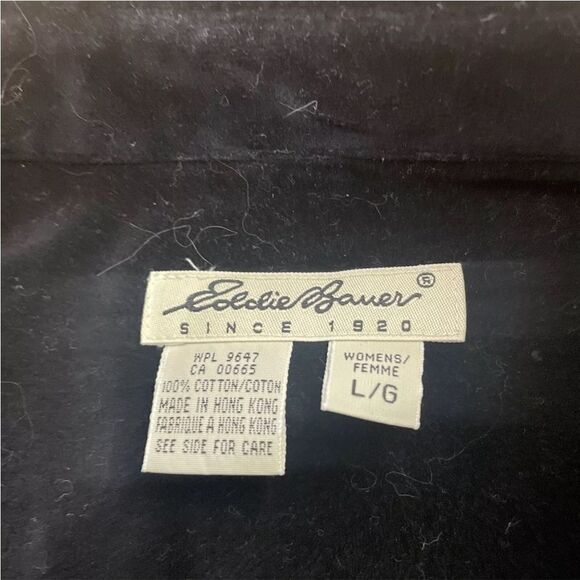 Eddie Bauer ®
SINCE 1920
WPL 9647
CA 00665
100% COTTON/COTON
MADE IN HONG KONG
FABRIQUE A HONG KONG
SEE SIDE FOR CARE
WOMENS/
FEMME
L/G